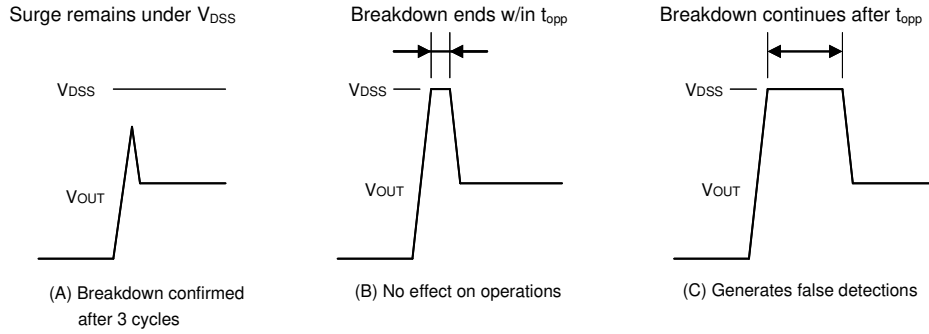 Surge remains under VDSS
Breakdown ends w/in topp
Breakdown continues after topp
VDSS
VDSS
VDSS
VOUT
VOUT
VOUT
(A) Breakdown confirmed
after 3 cycles
(B) No effect on operations
(C) Generates false detections